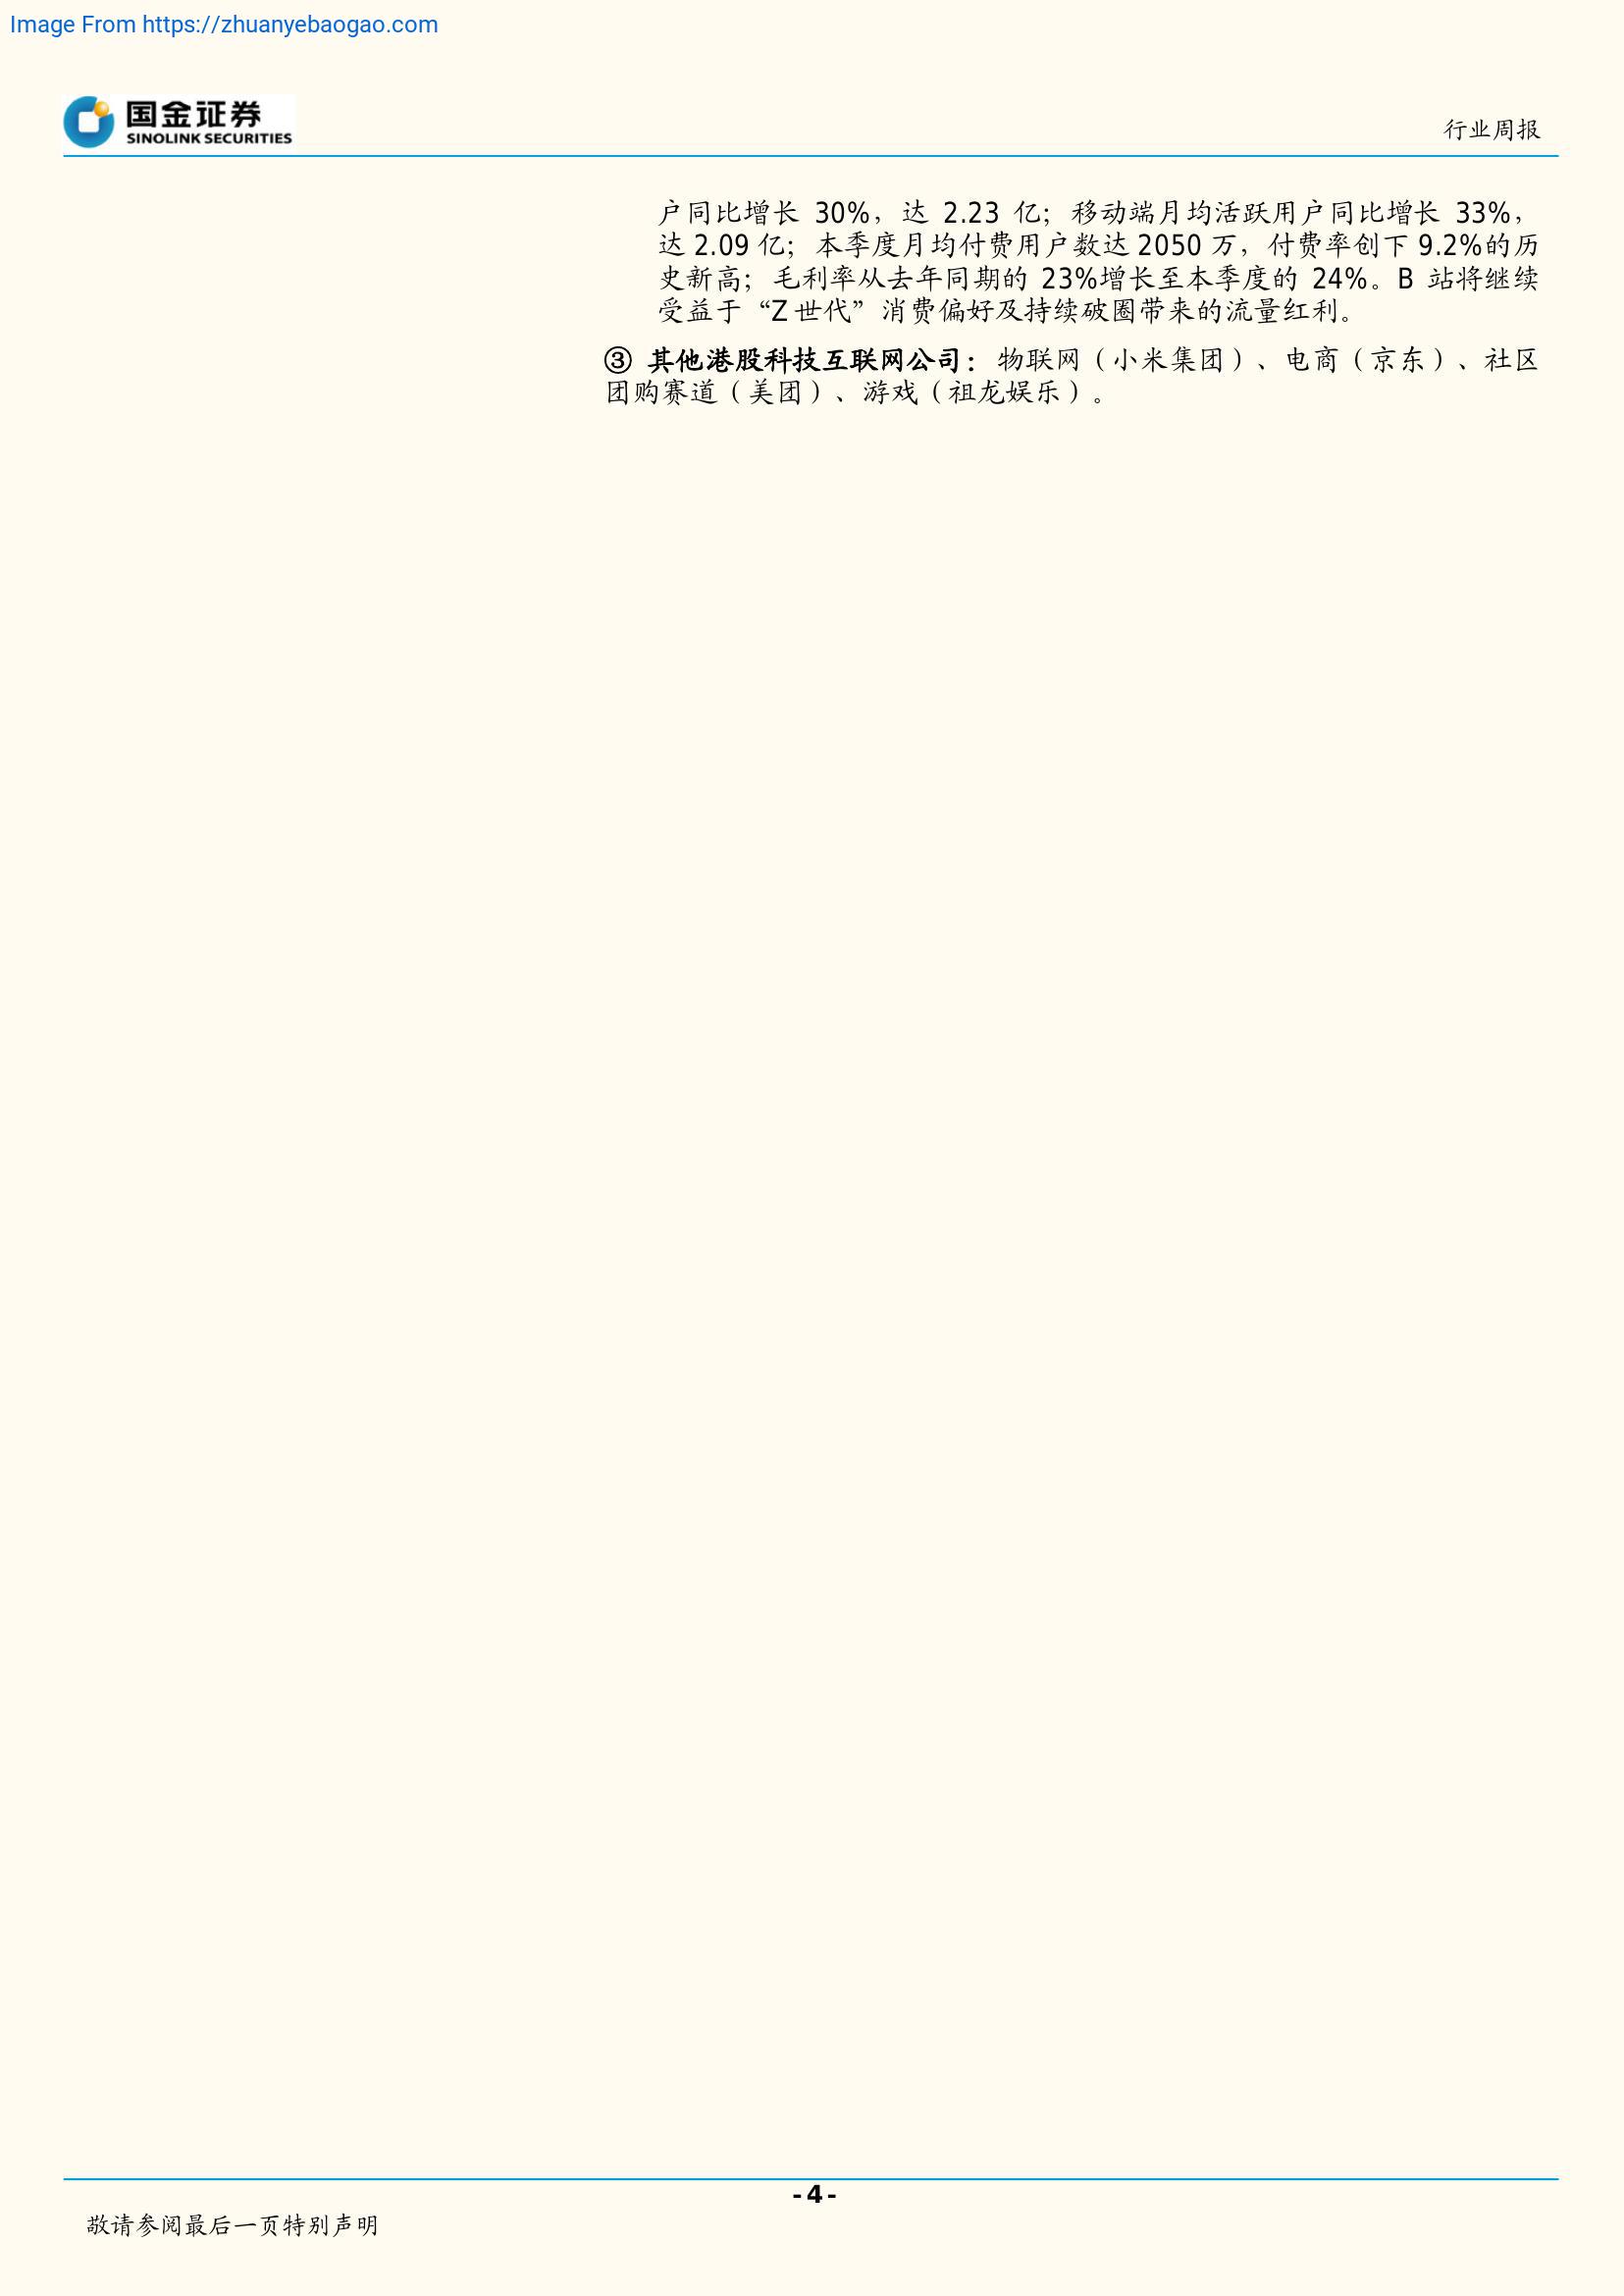 Image From https://zhuanyebaogao.com
国金证券
SINOLINK SECURITIES
行业周报
户同比增长 30%，达 2.23 亿；移动端月均活跃用户同比增长 33%，
达 2.09 亿；本季度月均付费用户数达 2050 万，付费率创下 9.2%的历
史新高；毛利率从去年同期的 23%增长至本季度的 24%。B 站将继续
受益于“Z 世代”消费偏好及持续破圈带来的流量红利。
③ 其他港股科技互联网公司：物联网（小米集团）、电商（京东）、社区
团购赛道（美团）、游戏（祖龙娱乐）。
- 4 -
敬请参阅最后一页特别声明